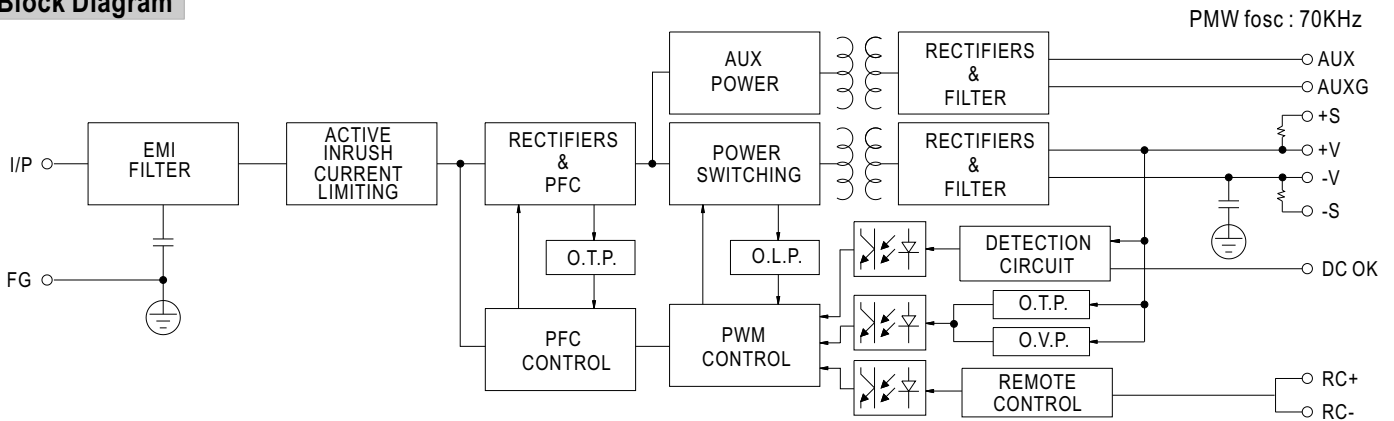 Block Diagram
PMW fosc : 70KHz
I/P
EMI
FILTER
ACTIVE
INRUSH
CURRENT
LIMITING
RECTIFIERS
&
PFC
AUX
POWER
POWER
SWITCHING
RECTIFIERS
&
FILTER
RECTIFIERS
&
FILTER
AUX
AUXG
+S
+V
-V
-S
FG
O.T.P.
O.L.P.
DETECTION
CIRCUIT
DC OK
PFC
CONTROL
PWM
CONTROL
O.T.P.
O.V.P.
REMOTE
CONTROL
RC+
RC-